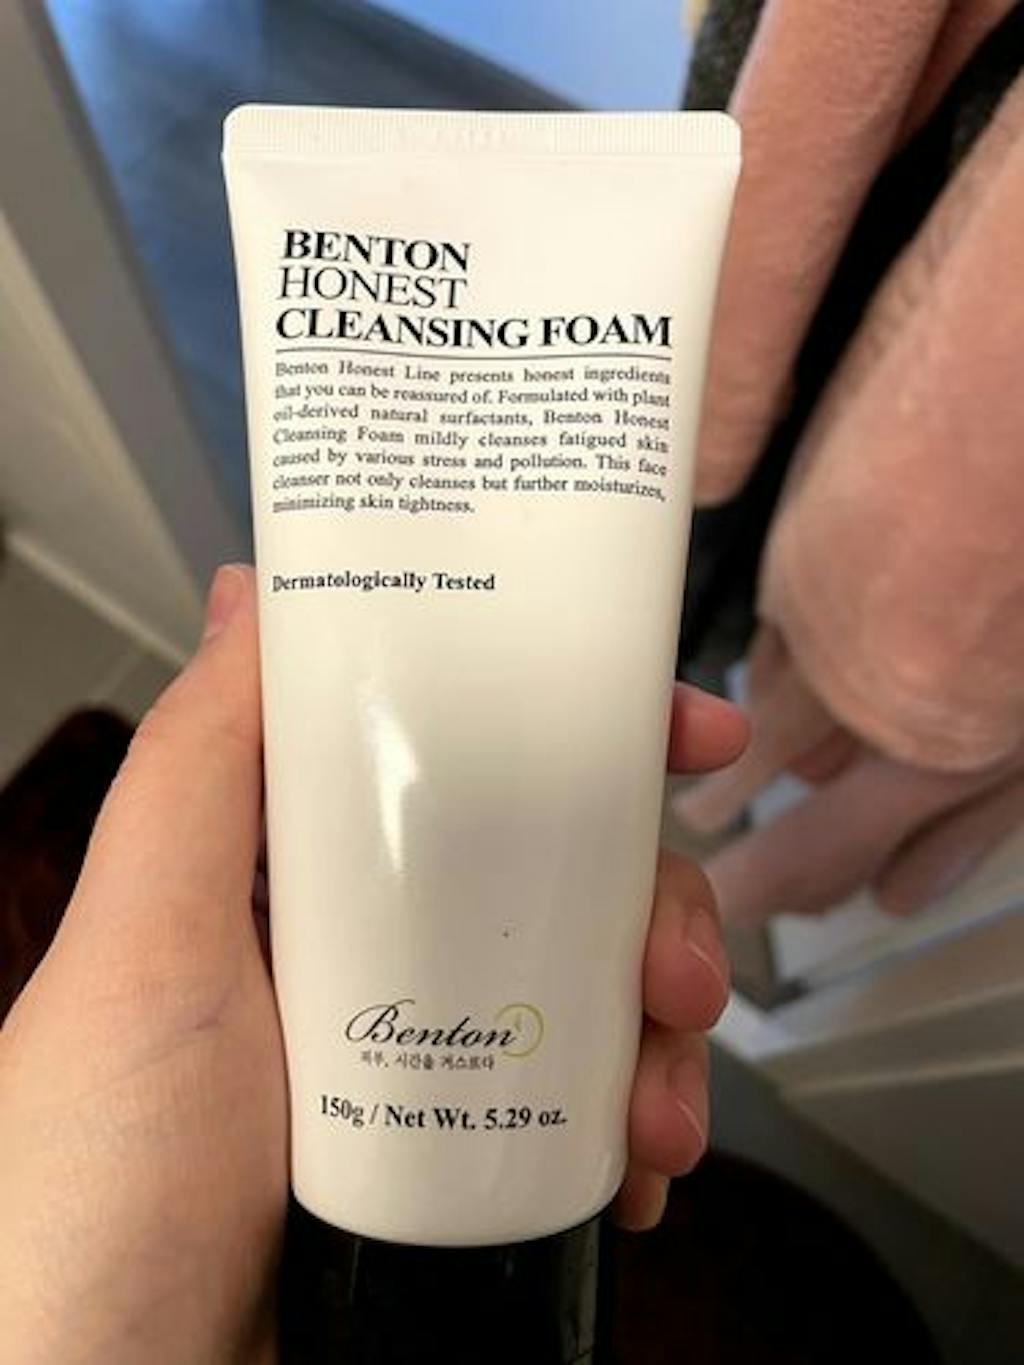 BENTON
HONEST
CLEANSING FOAM
Benton Honest Line presents honest ingredients
that you can be reassured of. Formulated with plant
oil-derived natural surfactants, Benton Honest
Cleansing Foam mildly cleanses fatigued skin
caused by various stress and pollution. This face
cleanser not only cleanses but further moisturizes,
minimizing skin tightness.
Dermatologically Tested
Benton
피부, 시간을 거스르다
150g / Net Wt. 5.29 oz.